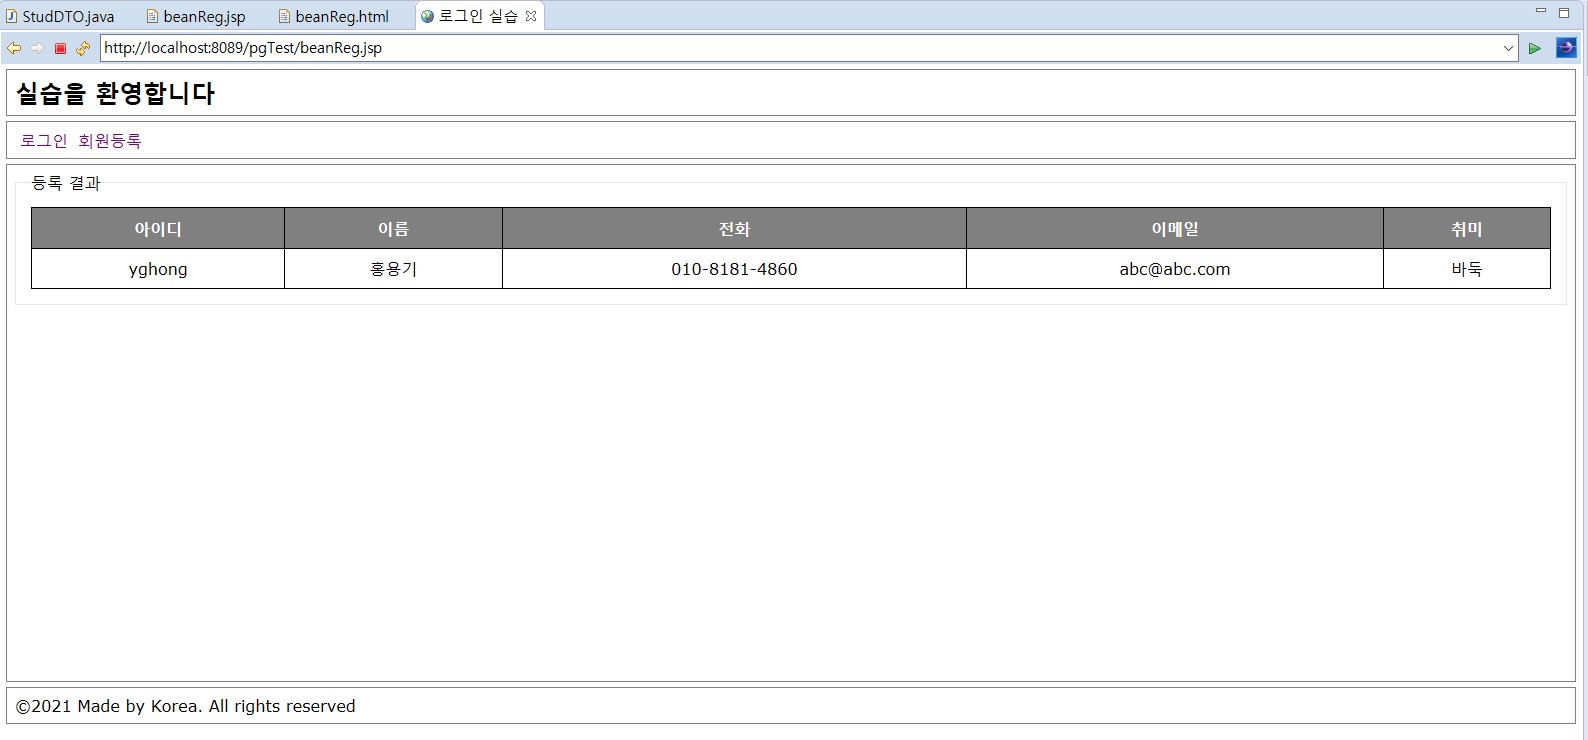 StudDTO.java beanReg.jsp beanReg.html 로그인 실습
http://localhost:8089/pgTest/beanReg.jsp
실습을 환영합니다
로그인 회원등록
등록 결과
아이디 이름 전화 이메일 취미
yghong 홍용기 010-8181-4860 abc@abc.com 바둑
©2021 Made by Korea. All rights reserved